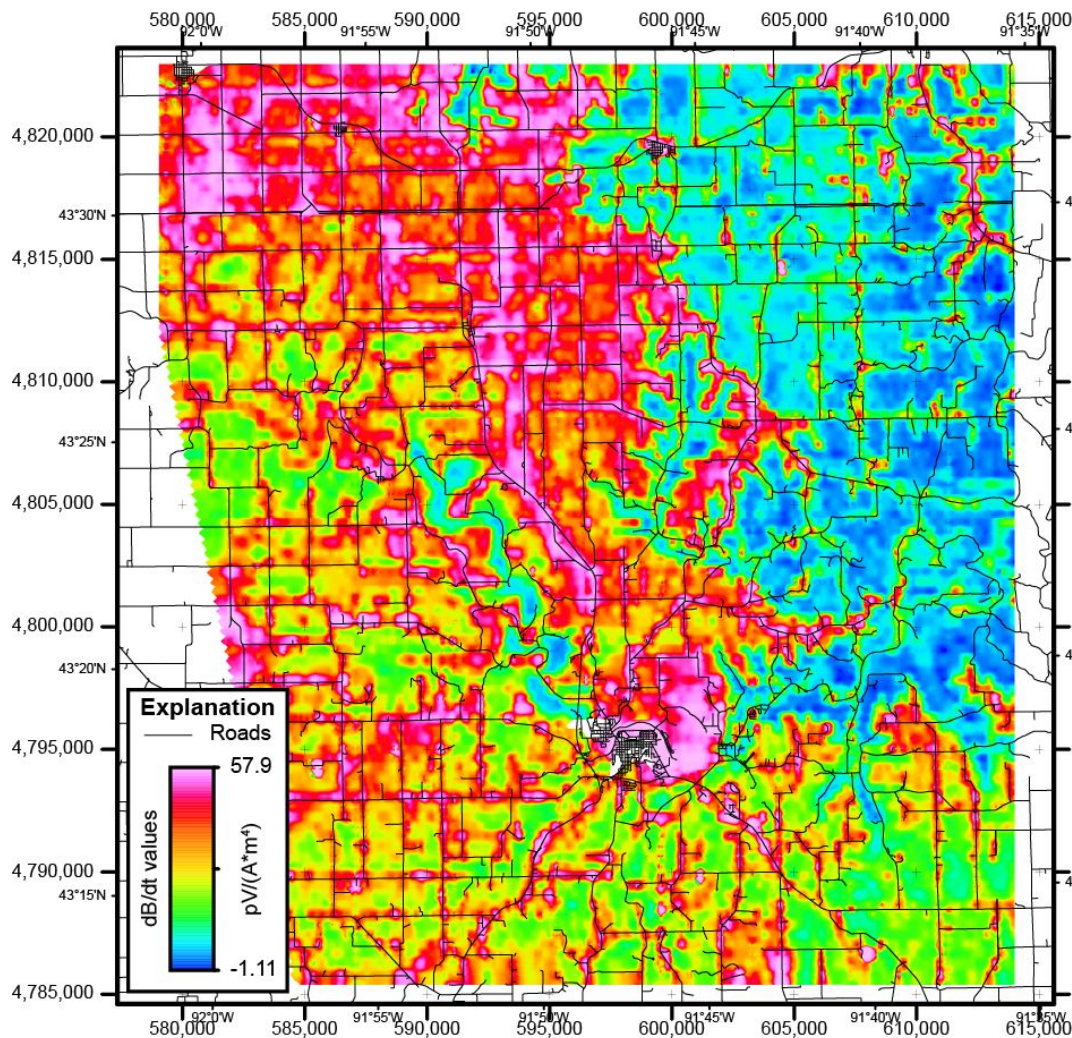 580,000 585,000 590,000 595,000 600,000 605,000 610,000 615,000
92°0'W 91°55'W 91°50'W 91°45'W 91°40'W 91°35'W
4,820,000
43°30'N
4,815,000
4,810,000
43°25'N
4,805,000
4,800,000
43°20'N
4,795,000
4,790,000
43°15'N
4,785,000
4
4
4
4
Explanation
Roads
57.9
dB/dt values
pV/(A*m⁴)
-1.11
92°0'W 91°55'W 91°50'W 91°45'W 91°40'W 91°35'W
580,000 585,000 590,000 595,000 600,000 605,000 610,000 615,000